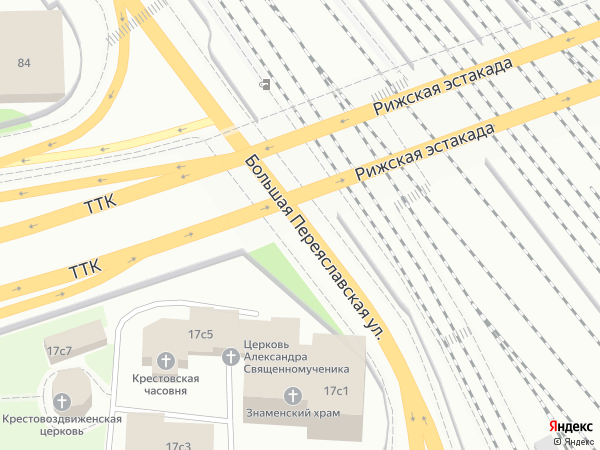 84
Рижская эстакада
Рижская эстакада
ТТК
Большая Переяславская ул.
ТТК
17с5
Церковь
Александра
Священномученика
17с7
Крестовская
часовня
17с1
Знаменский храм
Крестовоздвиженская
церковь
17с3
Яндекс
© Яндекс